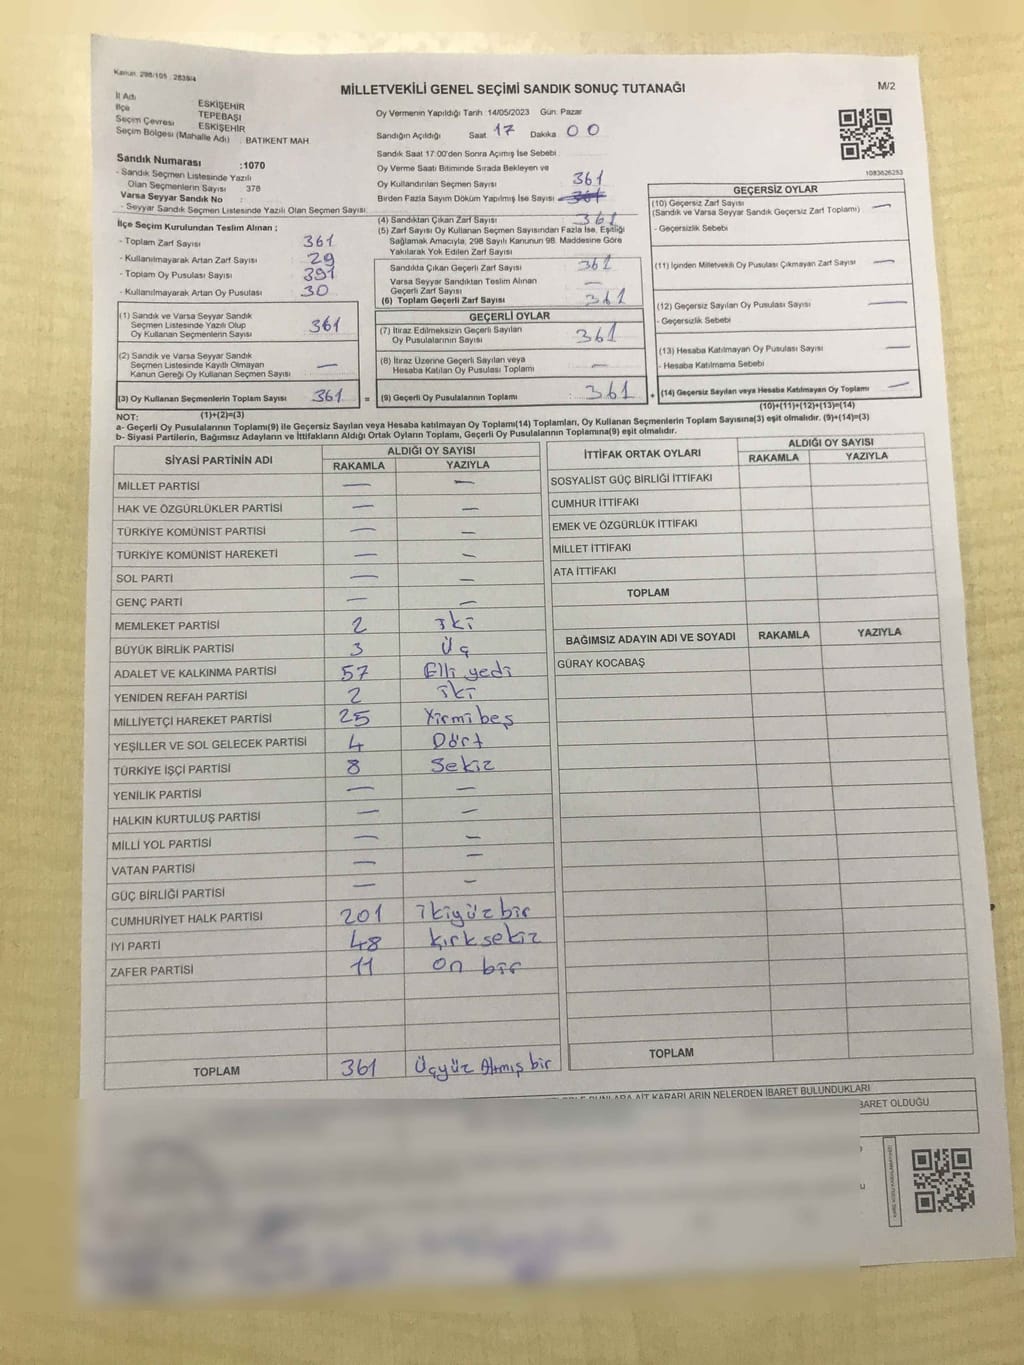 Kanun. 298/105 : 2839/4
MİLLETVEKİLİ GENEL SEÇİMİ SANDIK SONUÇ TUTANAĞI
M/2
İl Adı ESKİŞEHİR
İlçe TEPEBAŞI
Seçim Çevresi ESKİŞEHİR
Seçim Bölgesi (Mahalle Adı) : BATIKENT MAH
Sandık Numarası :1070
- Sandık Seçmen Listesinde Yazılı
Olan Seçmenlerin Sayısı 378
Varsa Seyyar Sandık No :
- Seyyar Sandık Seçmen Listesinde Yazılı Olan Seçmen Sayısı:
Oy Vermenin Yapıldığı Tarih: 14/05/2023 Gün: Pazar
Sandığın Açıldığı Saat 17 Dakika 00
Sandık Saat 17:00'den Sonra Açımış İse Sebebi
Oy Verme Saati Bitiminde Sırada Bekleyen ve
Oy Kullandırılan Seçmen Sayısı 361
Birden Fazla Sayım Döküm Yapılmış İse Sayısı 361
1083626253
İlçe Seçim Kurulundan Teslim Alınan ;
- Toplam Zarf Sayısı 361
- Kullanılmayarak Artan Zarf Sayısı 29
- Toplam Oy Pusulası Sayısı 391
- Kullanılmayarak Artan Oy Pusulası 30
(1) Sandık ve Varsa Seyyar Sandık
Seçmen Listesinde Yazılı Olup
Oy Kullanan Seçmenlerin Sayısı 361
(2) Sandık ve Varsa Seyyar Sandık
Seçmen Listesinde Kayıtlı Olmayan
Kanun Gereği Oy Kullanan Seçmen Sayısı —
(3) Oy Kullanan Seçmenlerin Toplam Sayısı 361 =
(4) Sandıktan Çıkan Zarf Sayısı 361
(5) Zarf Sayısı Oy Kullanan Seçmen Sayısından Fazla İse, Eşitliği
Sağlamak Amacıyla, 298 Sayılı Kanunun 98. Maddesine Göre
Yakılarak Yok Edilen Zarf Sayısı
Sandıkta Çıkan Geçerli Zarf Sayısı 361
Varsa Seyyar Sandıktan Teslim Alınan
Geçerli Zarf Sayısı —
(6) Toplam Geçerli Zarf Sayısı 361
GEÇERLİ OYLAR
(7) İtiraz Edilmeksizin Geçerli Sayılan
Oy Pusulalarının Sayısı : 361
(8) İtiraz Üzerine Geçerli Sayılan veya
Hesaba Katılan Oy Pusulası Toplamı : —
(9) Geçerli Oy Pusulalarının Toplamı : 361 +
GEÇERSİZ OYLAR
(10) Geçersiz Zarf Sayısı —
(Sandık ve Varsa Seyyar Sandık Geçersiz Zarf Toplamı)
- Geçersizlik Sebebi
(11) İçinden Milletvekili Oy Pusulası Çıkmayan Zarf Sayısı —
(12) Geçersiz Sayılan Oy Pusulası Sayısı —
- Geçersizlik Sebebi
(13) Hesaba Katılmayan Oy Pusulası Sayısı —
- Hesaba Katılmama Sebebi
(14) Geçersiz Sayılan veya Hesaba Katılmayan Oy Toplamı —
(10)+(11)+(12)+(13)=(14)
NOT: (1)+(2)=(3)
a- Geçerli Oy Pusulalarının Toplamı(9) ile Geçersiz Sayılan veya Hesaba katılmayan Oy Toplamı(14) Toplamları, Oy Kullanan Seçmenlerin Toplam Sayısına(3) eşit olmalıdır. (9)+(14)=(3)
b- Siyasi Partilerin, Bağımsız Adayların ve İttifakların Aldığı Oyların Toplamı, Geçerli Oy Pusulalarının Toplamına(9) eşit olmalıdır.
SİYASİ PARTİNİN ADI ALDIĞI OY SAYISI
RAKAMLA YAZIYLA
MİLLET PARTİSİ — —
HAK VE ÖZGÜRLÜKLER PARTİSİ — —
TÜRKİYE KOMÜNİST PARTİSİ — —
TÜRKİYE KOMÜNİST HAREKETİ — —
SOL PARTİ — —
GENÇ PARTİ — —
MEMLEKET PARTİSİ 2 iki
BÜYÜK BİRLİK PARTİSİ 3 Üç
ADALET VE KALKINMA PARTİSİ 57 Elli yedi
YENİDEN REFAH PARTİSİ 2 iki
MİLLİYETÇİ HAREKET PARTİSİ 25 Yirmi beş
YEŞİLLER VE SOL GELECEK PARTİSİ 4 Dört
TÜRKİYE İŞÇİ PARTİSİ 8 Sekiz
YENİLİK PARTİSİ — —
HALKIN KURTULUŞ PARTİSİ — —
MİLLİ YOL PARTİSİ — —
VATAN PARTİSİ — —
GÜÇ BİRLİĞİ PARTİSİ — —
CUMHURİYET HALK PARTİSİ 201 ikiyüz bir
İYİ PARTİ 48 kırk sekiz
ZAFER PARTİSİ 11 on bir
TOPLAM 361 Üçyüz Altmış bir
İTTİFAK ORTAK OYLARI ALDIĞI OY SAYISI
RAKAMLA YAZIYLA
SOSYALİST GÜÇ BİRLİĞİ İTTİFAKI
CUMHUR İTTİFAKI
EMEK VE ÖZGÜRLÜK İTTİFAKI
MİLLET İTTİFAKI
ATA İTTİFAKI
TOPLAM
BAĞIMSIZ ADAYIN ADI VE SOYADI RAKAMLA YAZIYLA
GÜRAY KOCABAŞ
TOPLAM
AİT KARARLARIN NELERDEN İBARET BULUNDUKLARI
İBARET OLDUĞU